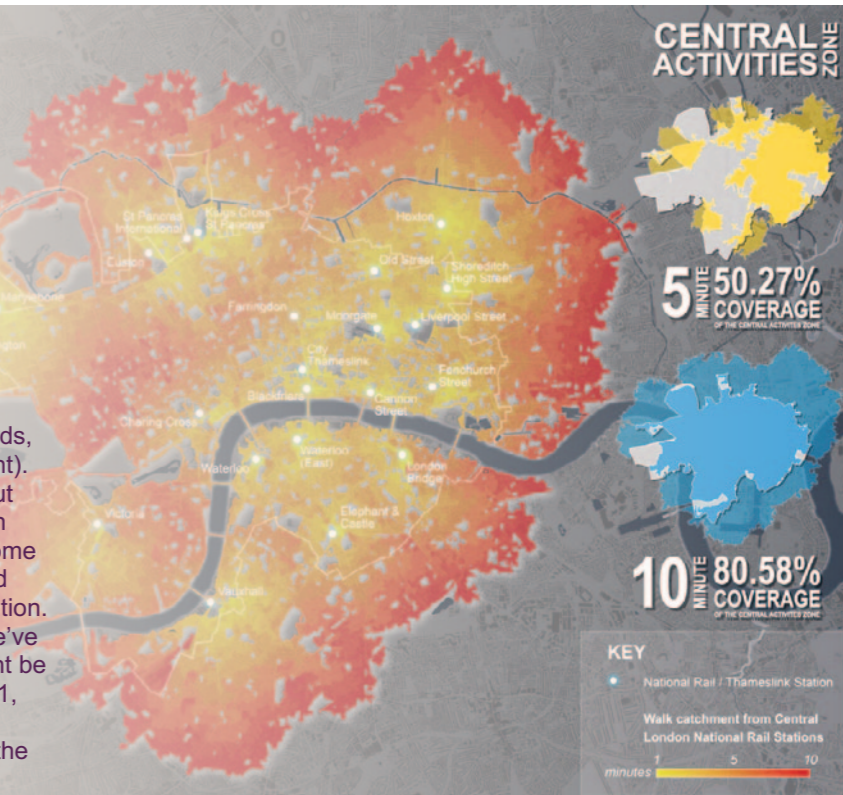 CENTRAL
ACTIVITIES
ZONE
5 MINUTE 50.27%
COVERAGE
OF THE CENTRAL ACTIVITES ZONE
10 MINUTE 80.58%
COVERAGE
OF THE CENTRAL ACTIVITES ZONE
KEY
National Rail / Thameslink Station
Walk catchment from Central
London National Rail Stations
1 5 10
minutes
St Pancras
International
Kings Cross
St Pancras
Euston
Marylebone
Hoxton
Old Street
Shoreditch
High Street
Farringdon
Moorgate
Liverpool Street
City
Thameslink
Fenchurch
Street
Blackfriars
Cannon
Street
Charing Cross
Waterloo
Waterloo
(East)
London
Bridge
Elephant &
Castle
Victoria
Vauxhall
ds,
nt).
ut
n
ome
d
tion.
e've
nt be
1,
the